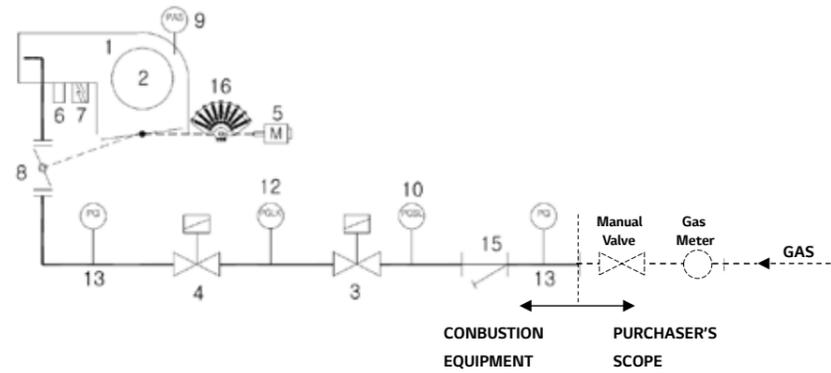 PAS
9
1
2
16
5
M
6
7
8
12
10
PG
PGLK
PGSL
PG
15
13
4
3
13
Manual
Valve
Gas
Meter
GAS
CONBUSTION
EQUIPMENT
PURCHASER'S
SCOPE